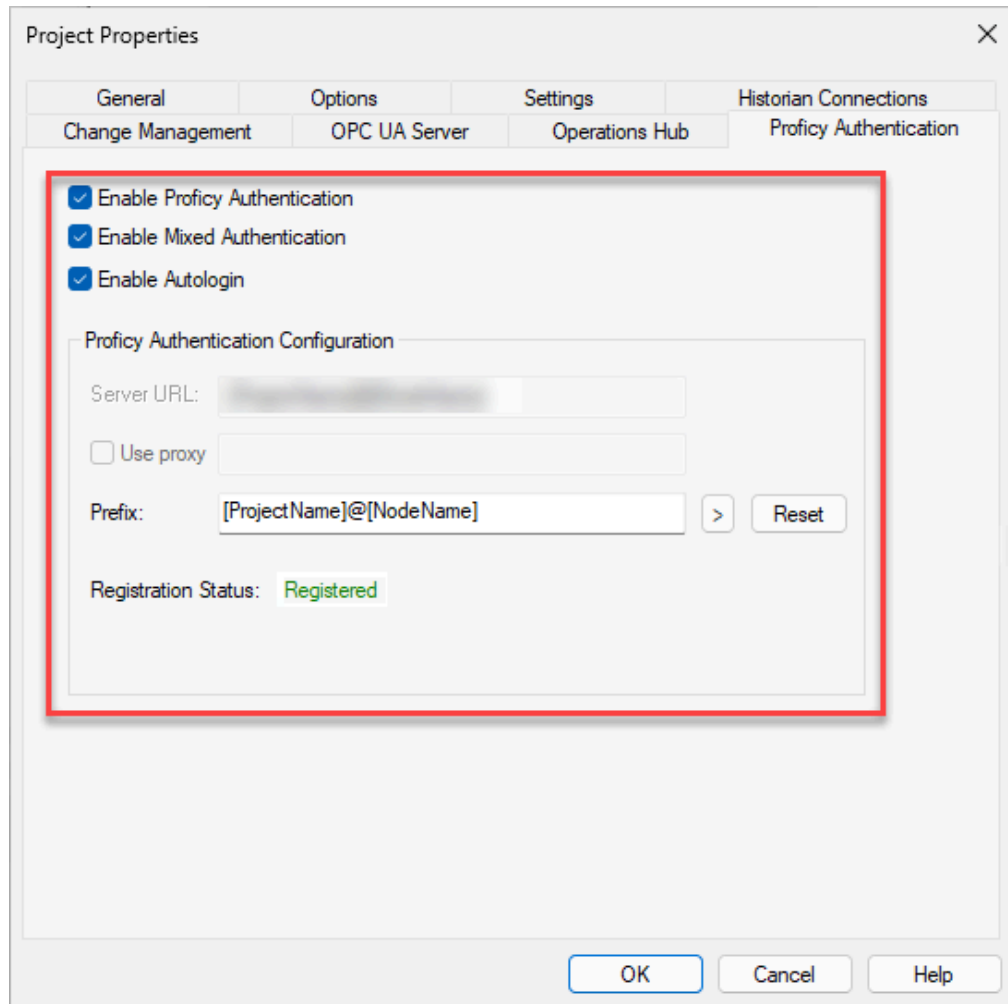 Project Properties
General Options Settings Historian Connections
Change Management OPC UA Server Operations Hub Proficy Authentication
Enable Proficy Authentication
Enable Mixed Authentication
Enable Autologin
Proficy Authentication Configuration
Server URL:
Use proxy
Prefix: [ProjectName]@[NodeName] > Reset
Registration Status: Registered
OK Cancel Help